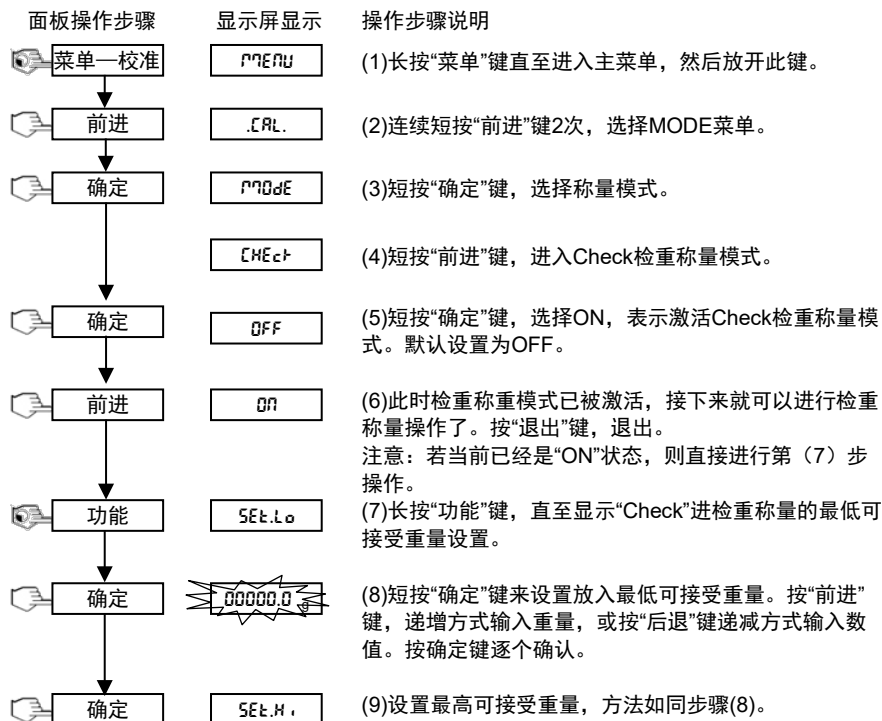 面板操作步骤 显示屏显示 操作步骤说明
菜单—校准 MENU (1)长按“菜单”键直至进入主菜单，然后放开此键。
前进 .CAL. (2)连续短按“前进”键2次，选择MODE菜单。
确定 MOdE (3)短按“确定”键，选择称量模式。
CHEck (4)短按“前进”键，进入Check检重称量模式。
确定 OFF (5)短按“确定”键，选择ON，表示激活Check检重称量模
式。默认设置为OFF。
前进 ON (6)此时检重称重模式已被激活，接下来就可以进行检重
称量操作了。按“退出”键，退出。
注意：若当前已经是“ON”状态，则直接进行第（7）步
操作。
功能 SEt.Lo (7)长按“功能”键，直至显示“Check”进检重称量的最低可
接受重量设置。
确定 00000.0 g (8)短按“确定”键来设置放入最低可接受重量。按“前进”
键，递增方式输入重量，或按“后退”键递减方式输入数
值。按确定键逐个确认。
确定 SEt.Hi (9)设置最高可接受重量，方法如同步骤(8)。